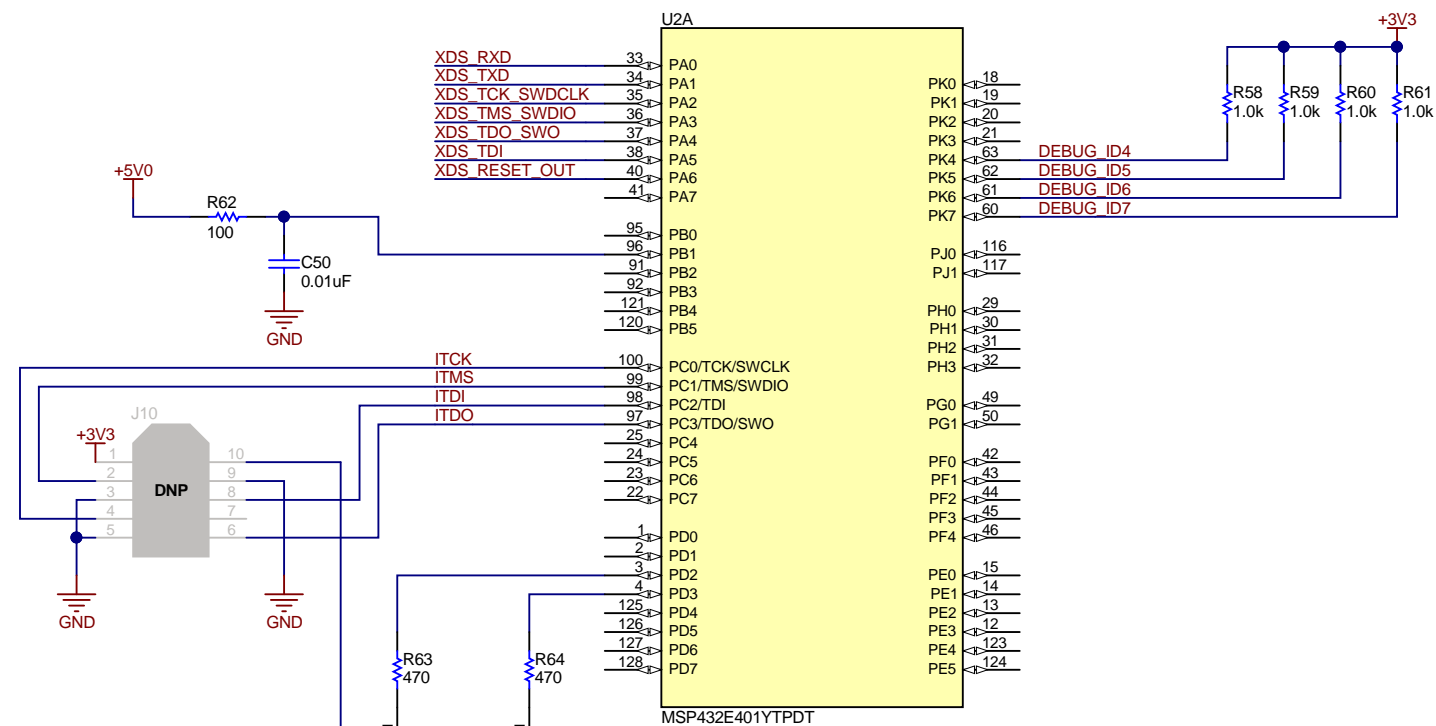 U2A
XDS_RXD 33 PA0
XDS_TXD 34 PA1
XDS_TCK_SWDCLK 35 PA2
XDS_TMS_SWDIO 36 PA3
XDS_TDO_SWO 37 PA4
XDS_TDI 38 PA5
XDS_RESET_OUT 40 PA6
41 PA7
+5V0
R62
100
C50
0.01uF
GND
95 PB0
96 PB1
91 PB2
92 PB3
121 PB4
120 PB5
ITCK 100 PC0/TCK/SWCLK
ITMS 99 PC1/TMS/SWDIO
ITDI 98 PC2/TDI
ITDO 97 PC3/TDO/SWO
25 PC4
24 PC5
23 PC6
22 PC7
J10
+3V3
1 10
2 9
DNP
3 8
4 7
5 6
GND
GND
1 PD0
2 PD1
3 PD2
4 PD3
125 PD4
126 PD5
127 PD6
128 PD7
R63
470
R64
470
PK0 18
PK1 19
PK2 20
PK3 21
PK4 63 DEBUG_ID4
PK5 62 DEBUG_ID5
PK6 61 DEBUG_ID6
PK7 60 DEBUG_ID7
+3V3
R58
1.0k
R59
1.0k
R60
1.0k
R61
1.0k
PJ0 116
PJ1 117
PH0 29
PH1 30
PH2 31
PH3 32
PG0 49
PG1 50
PF0 42
PF1 43
PF2 44
PF3 45
PF4 46
PE0 15
PE1 14
PE2 13
PE3 12
PE4 123
PE5 124
MSP432E401YTPDT